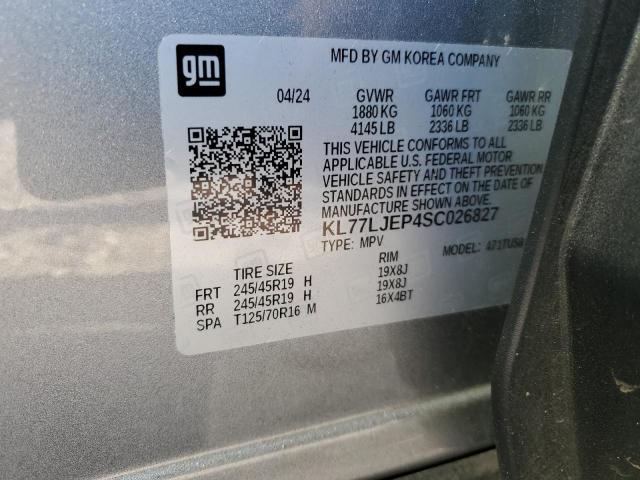 gm
MFD BY GM KOREA COMPANY
04/24 GVWR GAWR FRT GAWR RR
1880 KG 1060 KG 1060 KG
4145 LB 2336 LB 2336 LB
THIS VEHICLE CONFORMS TO ALL
APPLICABLE U.S. FEDERAL MOTOR
VEHICLE SAFETY AND THEFT PREVENTION
STANDARDS IN EFFECT ON THE DATE OF
MANUFACTURE SHOWN ABOVE.
KL77LJEP4SC026827
TYPE: MPV MODEL:
TIRE SIZE RIM
FRT 245/45R19 H 19X8J
RR 245/45R19 H 19X8J
SPA T125/70R16 M 16X4BT